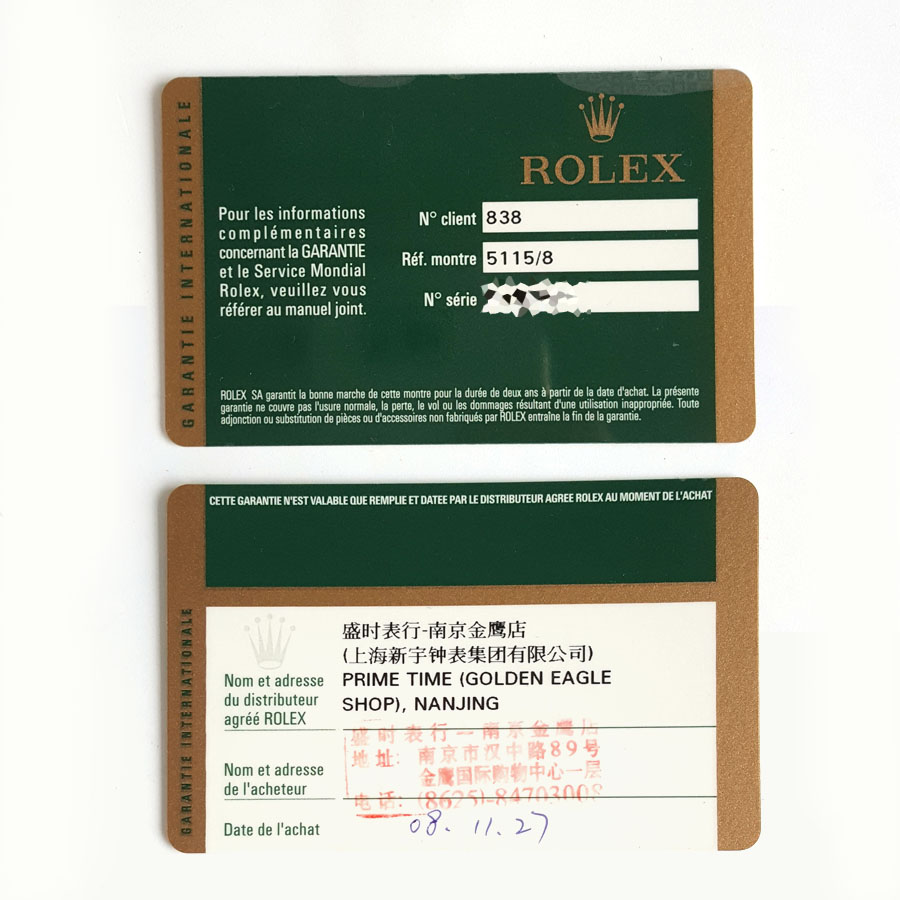 GARANTIE INTERNATIONALE
ROLEX
Pour les informations
complémentaires
concernant la GARANTIE
et le Service Mondial
Rolex, veuillez vous
référer au manuel joint.
N° client 838
Réf. montre 5115/8
N° série
ROLEX SA garantit la bonne marche de cette montre pour la durée de deux ans à partir de la date d'achat. La présente
garantie ne couvre pas l'usure normale, la perte, le vol ou les dommages résultant d'une utilisation inappropriée. Toute
adjonction ou substitution de pièces ou d'accessoires non fabriqués par ROLEX entraîne la fin de la garantie.
CETTE GARANTIE N'EST VALABLE QUE REMPLIE ET DATEE PAR LE DISTRIBUTEUR AGREE ROLEX AU MOMENT DE L'ACHAT
GARANTIE INTERNATIONALE
Nom et adresse
du distributeur
agréé ROLEX
盛时表行-南京金鹰店
(上海新宇钟表集团有限公司)
PRIME TIME (GOLDEN EAGLE
SHOP), NANJING
盛时表行一南京金鹰店
地址: 南京市汉中路89号
金鹰国际购物中心一层
电话: (8625)-84703008
Nom et adresse
de l'acheteur
Date de l'achat
08. 11. 27